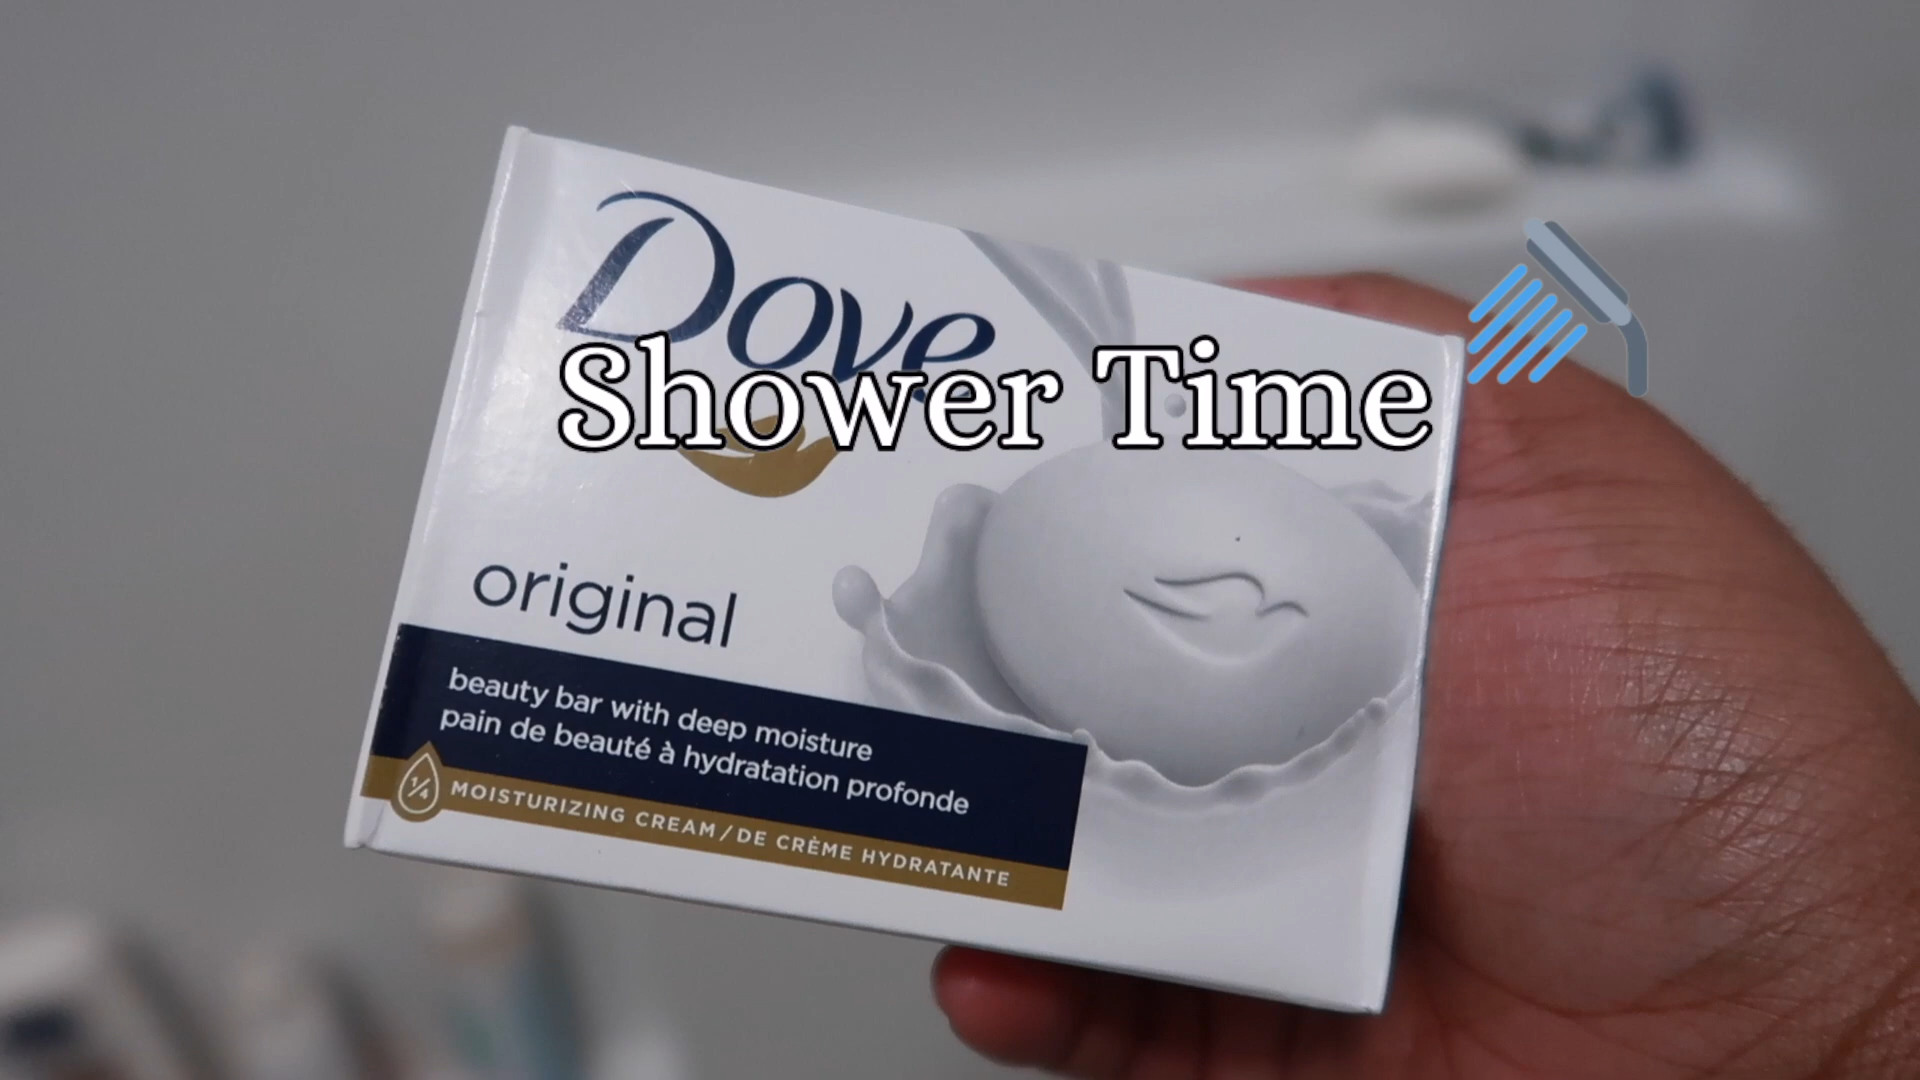 Dove
Shower Time
original
beauty bar with deep moisture
pain de beauté à hydratation profonde
1/4 MOISTURIZING CREAM / DE CRÈME HYDRATANTE